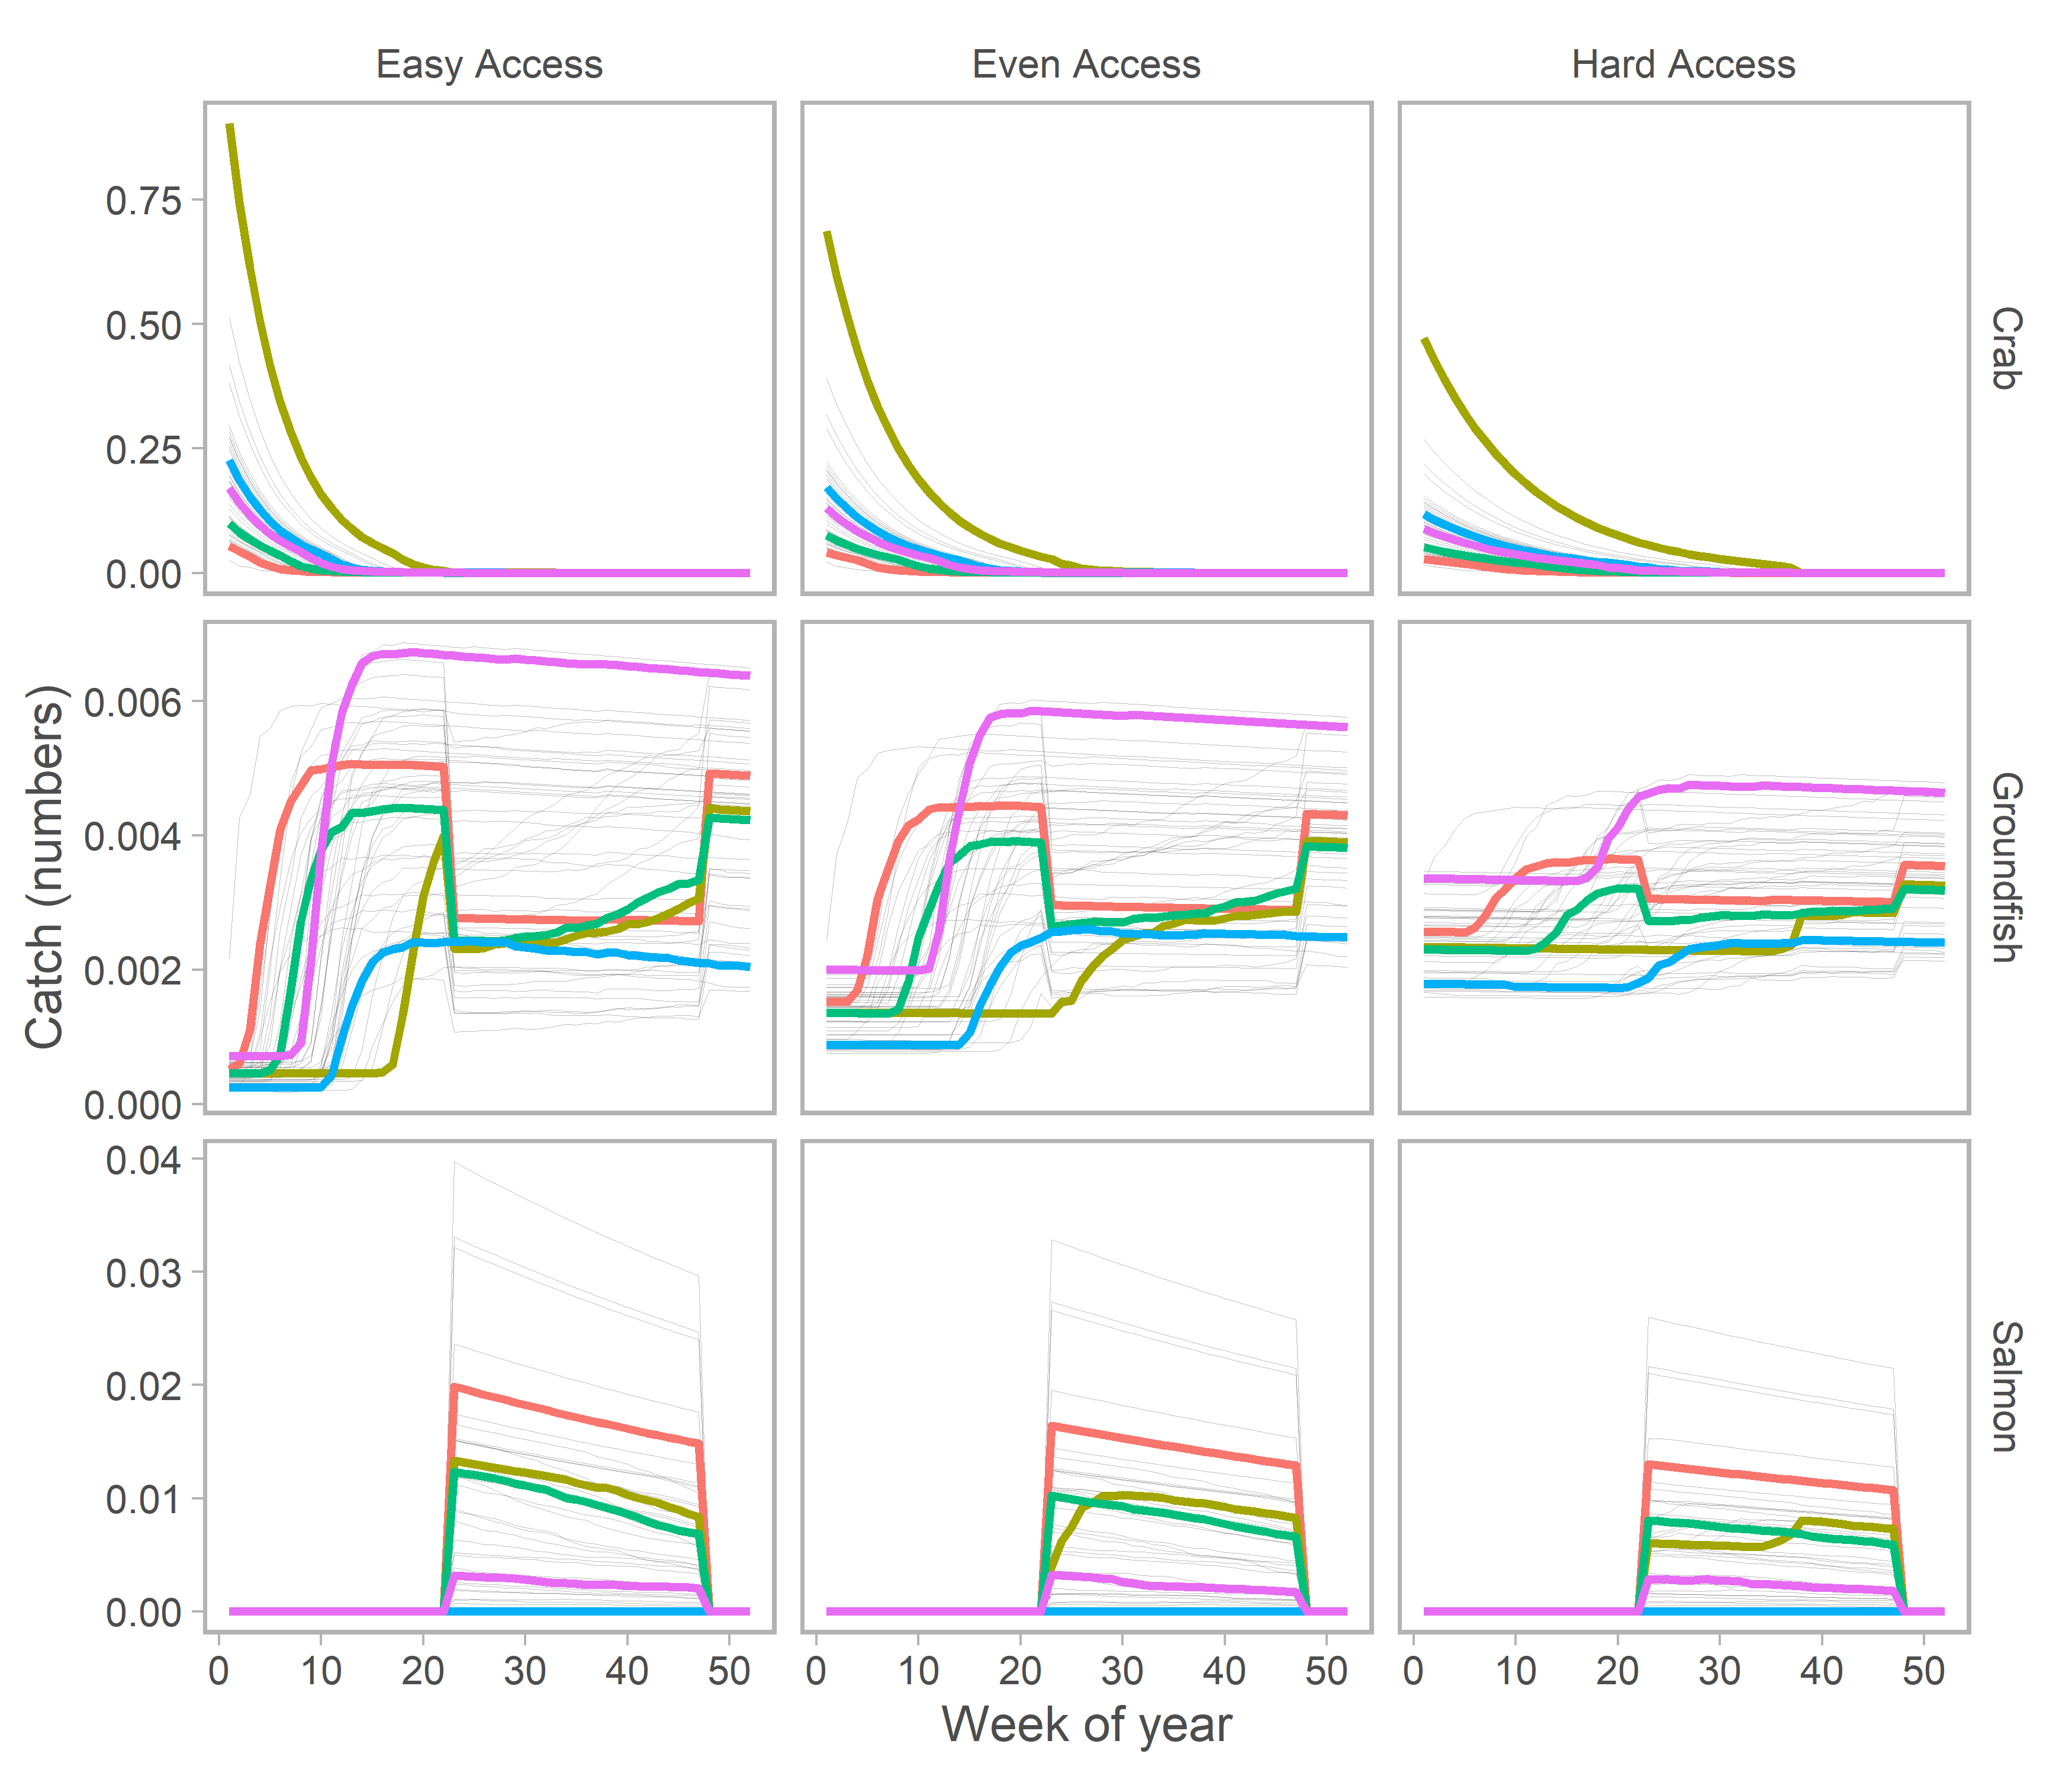 Easy Access
Even Access
Hard Access
0.75
0.50
0.25
0.00
Crab
Catch (numbers)
0.006
0.004
0.002
0.000
Groundfish
0.04
0.03
0.02
0.01
0.00
Salmon
0 10 20 30 40 50
0 10 20 30 40 50
0 10 20 30 40 50
Week of year